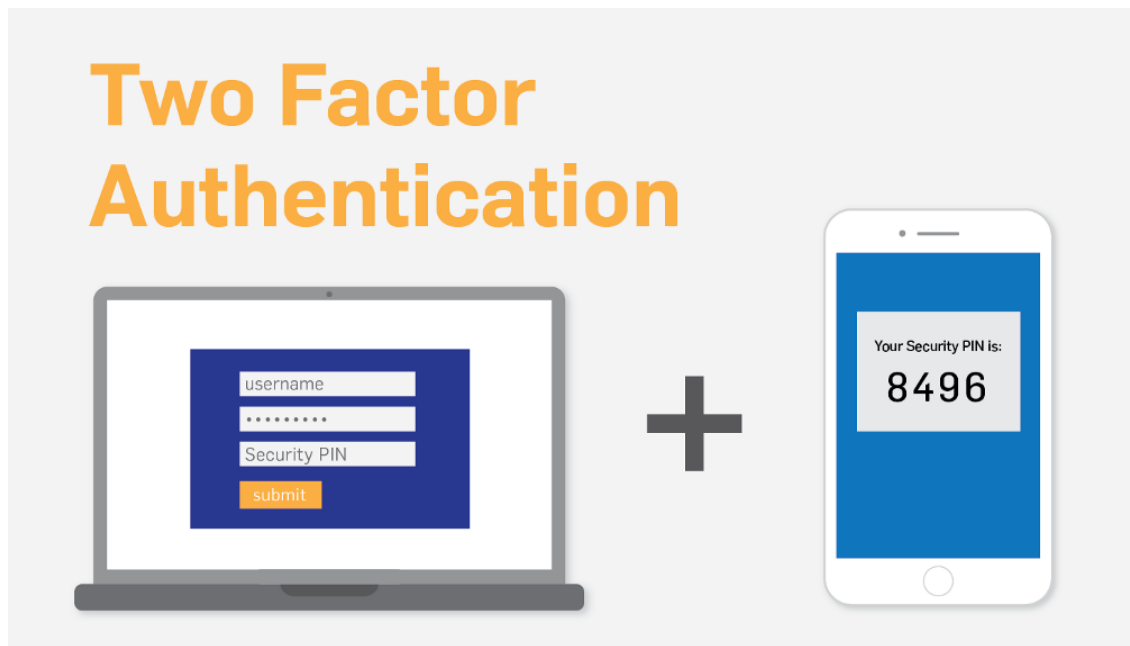 Two Factor
Authentication
username
•••••••••
Security PIN
submit
Your Security PIN is:
8496